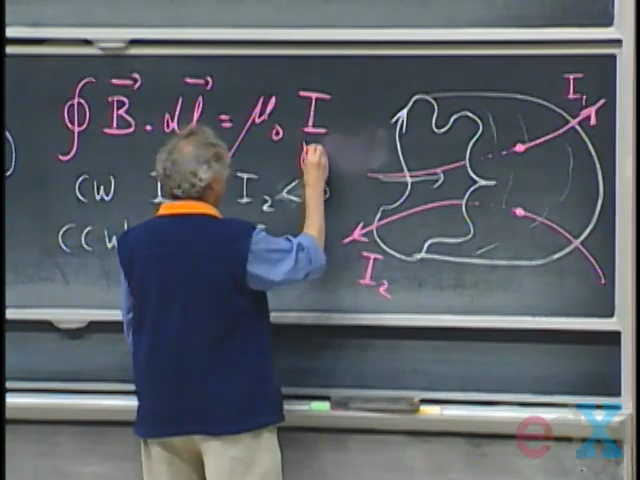 ∮ B⃗ · dl⃗ = μ₀ I
I₁
CW I₂ <
CCW
I₂
e X